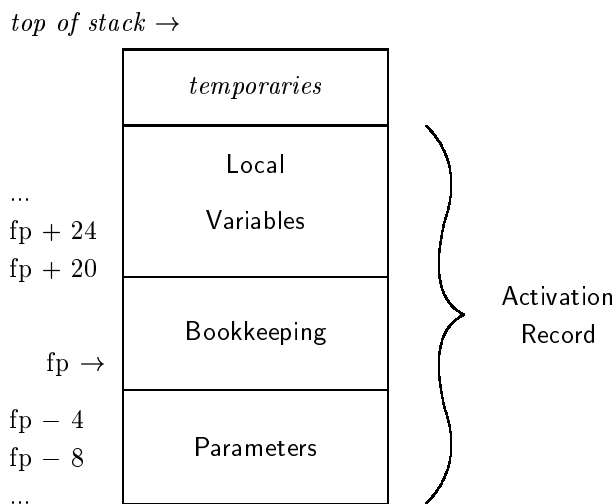 top of stack →
temporaries
Local
Variables
...
fp + 24
fp + 20
Bookkeeping
fp →
fp − 4
fp − 8
...
Parameters
Activation
Record